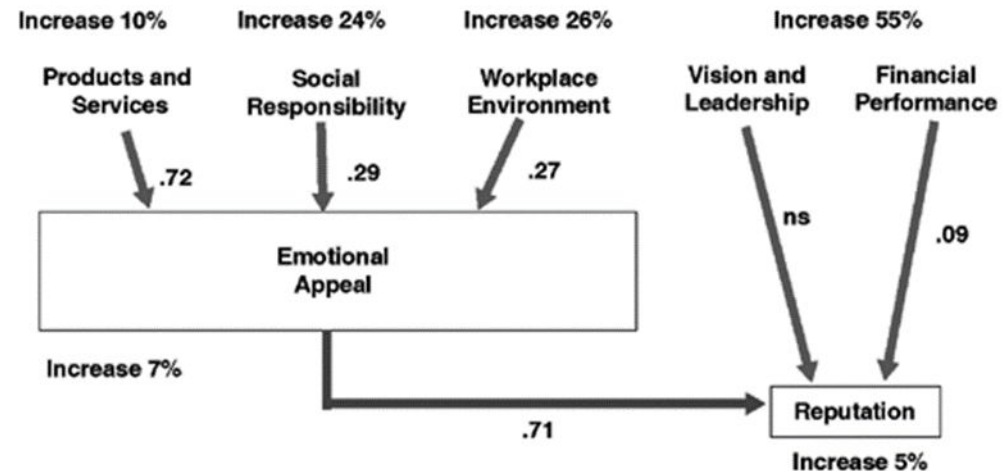 Increase 10%
Increase 24%
Increase 26%
Increase 55%
Products and
Services
Social
Responsibility
Workplace
Environment
Vision and
Leadership
Financial
Performance
.72
.29
.27
ns
.09
Emotional
Appeal
Increase 7%
.71
Reputation
Increase 5%